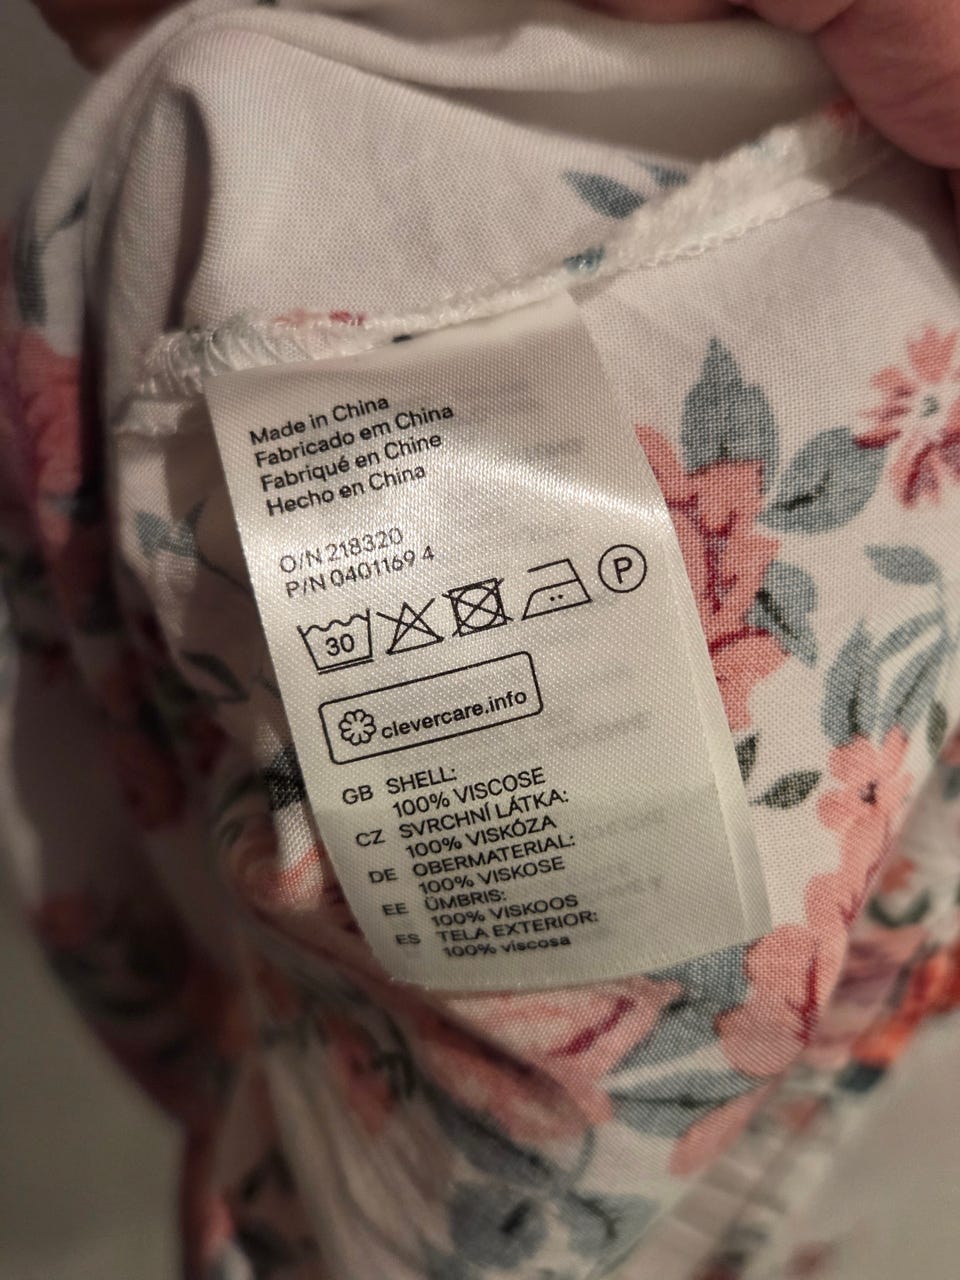 Made in China
Fabricado em China
Fabriqué en Chine
Hecho en China
O/N 218320
P/N 0401169 4
30 P
clevercare.info
GB SHELL:
100% VISCOSE
CZ SVRCHNÍ LÁTKA:
100% VISKÓZA
DE OBERMATERIAL:
100% VISKOSE
EE ÜMBRIS:
100% VISKOOS
ES TELA EXTERIOR:
100% viscosa